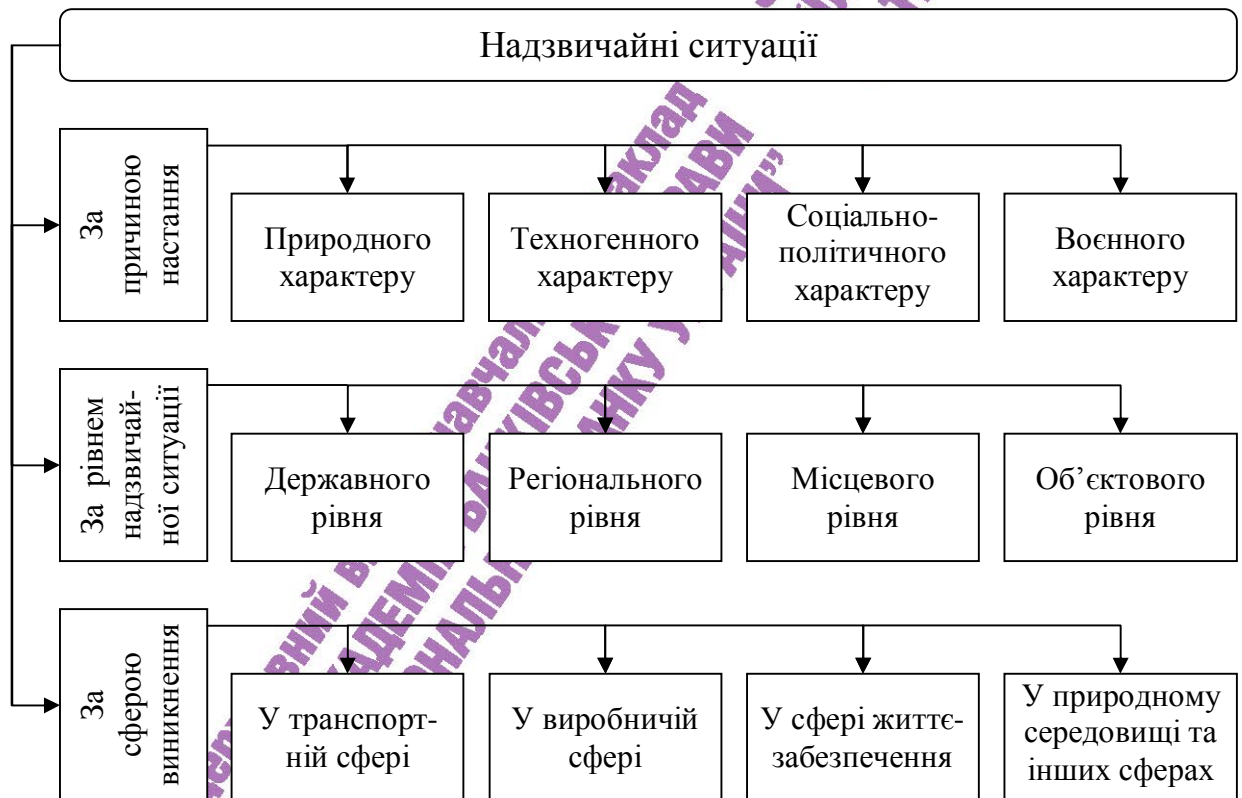 Надзвичайні ситуації
За
причиною
настання
Природного
характеру
Техногенного
характеру
Соціально-
політичного
характеру
Воєнного
характеру
За рівнем
надзвичай-
ної ситуації
Державного
рівня
Регіонального
рівня
Місцевого
рівня
Об’єктового
рівня
За
сферою
виникнення
У транспорт-
ній сфері
У виробничій
сфері
У сфері життє-
забезпечення
У природному
середовищі та
інших сферах